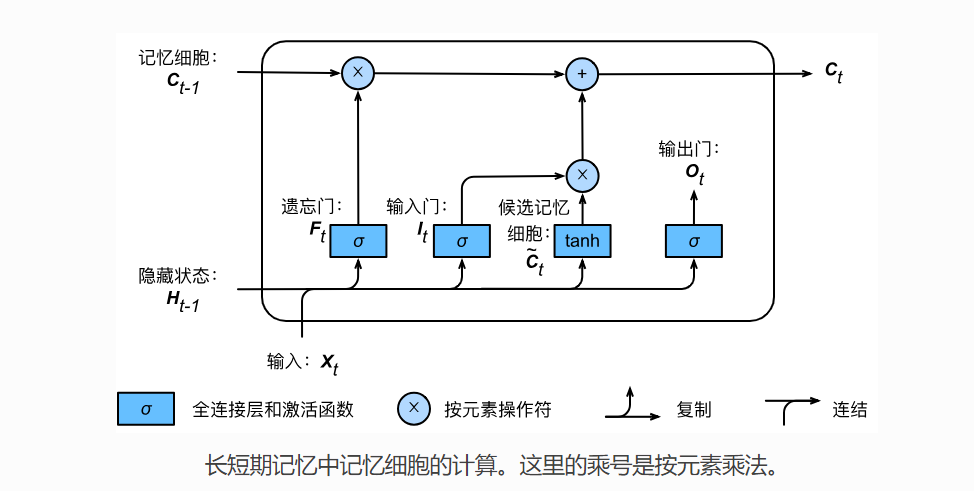 记忆细胞：
C_{t-1}
C_t
×
+
×
输出门：
O_t
遗忘门：
F_t
σ
输入门：
I_t
σ
候选记忆
细胞：
C̃_t
tanh
σ
隐藏状态：
H_{t-1}
输入： X_t
σ 全连接层和激活函数 × 按元素操作符 复制 连结
长短期记忆中记忆细胞的计算。这里的乘号是按元素乘法。